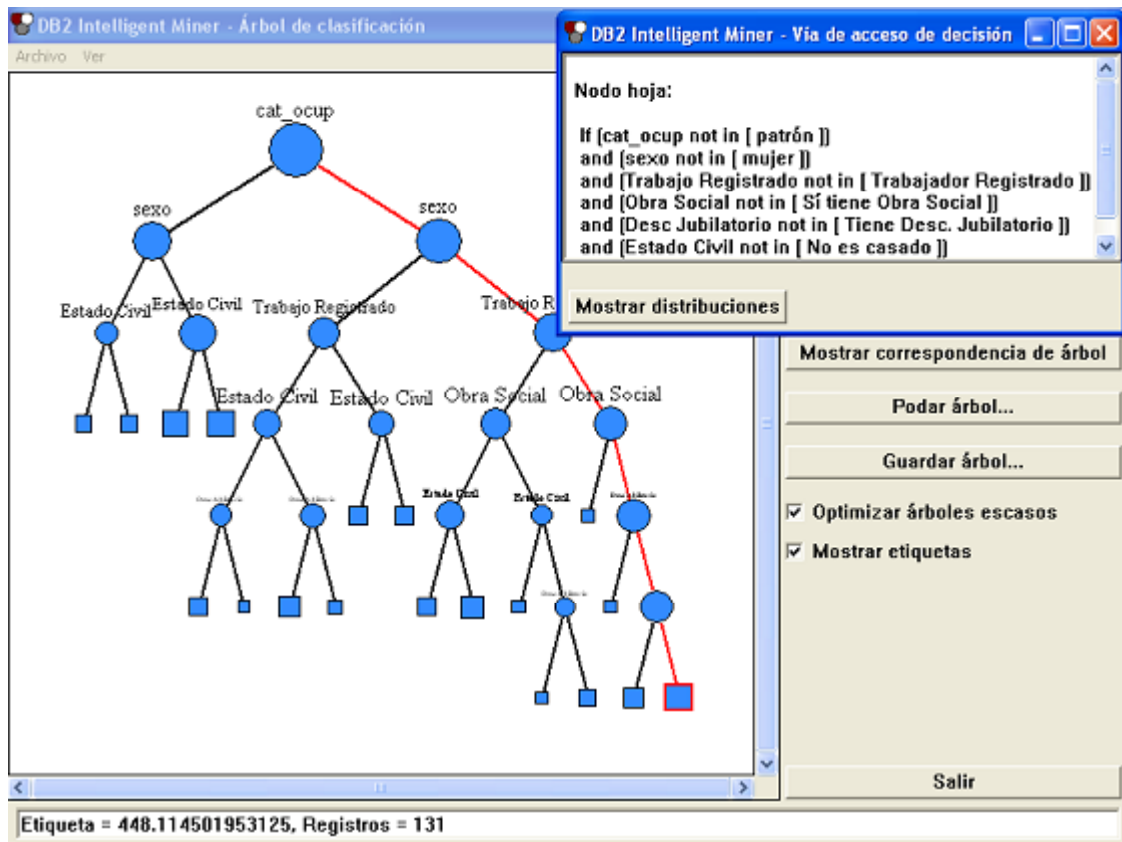 DB2 Intelligent Miner - Árbol de clasificación
Archivo Ver
DB2 Intelligent Miner - Vía de acceso de decisión
Nodo hoja:
If (cat_ocup not in [ patrón ])
and (sexo not in [ mujer ])
and (Trabajo Registrado not in [ Trabajador Registrado ])
and (Obra Social not in [ Sí tiene Obra Social ])
and (Desc Jubilatorio not in [ Tiene Desc. Jubilatorio ])
and (Estado Civil not in [ No es casado ])
Mostrar distribuciones
cat_ocup
sexo
sexo
Estado Civil
Estado Civil
Trabajo Registrado
Trabajo R
Estado Civil
Estado Civil
Obra Social
Obra Social
Estado Civil
Estado Civil
Mostrar correspondencia de árbol
Podar árbol...
Guardar árbol...
Optimizar árboles escasos
Mostrar etiquetas
Salir
Etiqueta = 448.114501953125, Registros = 131